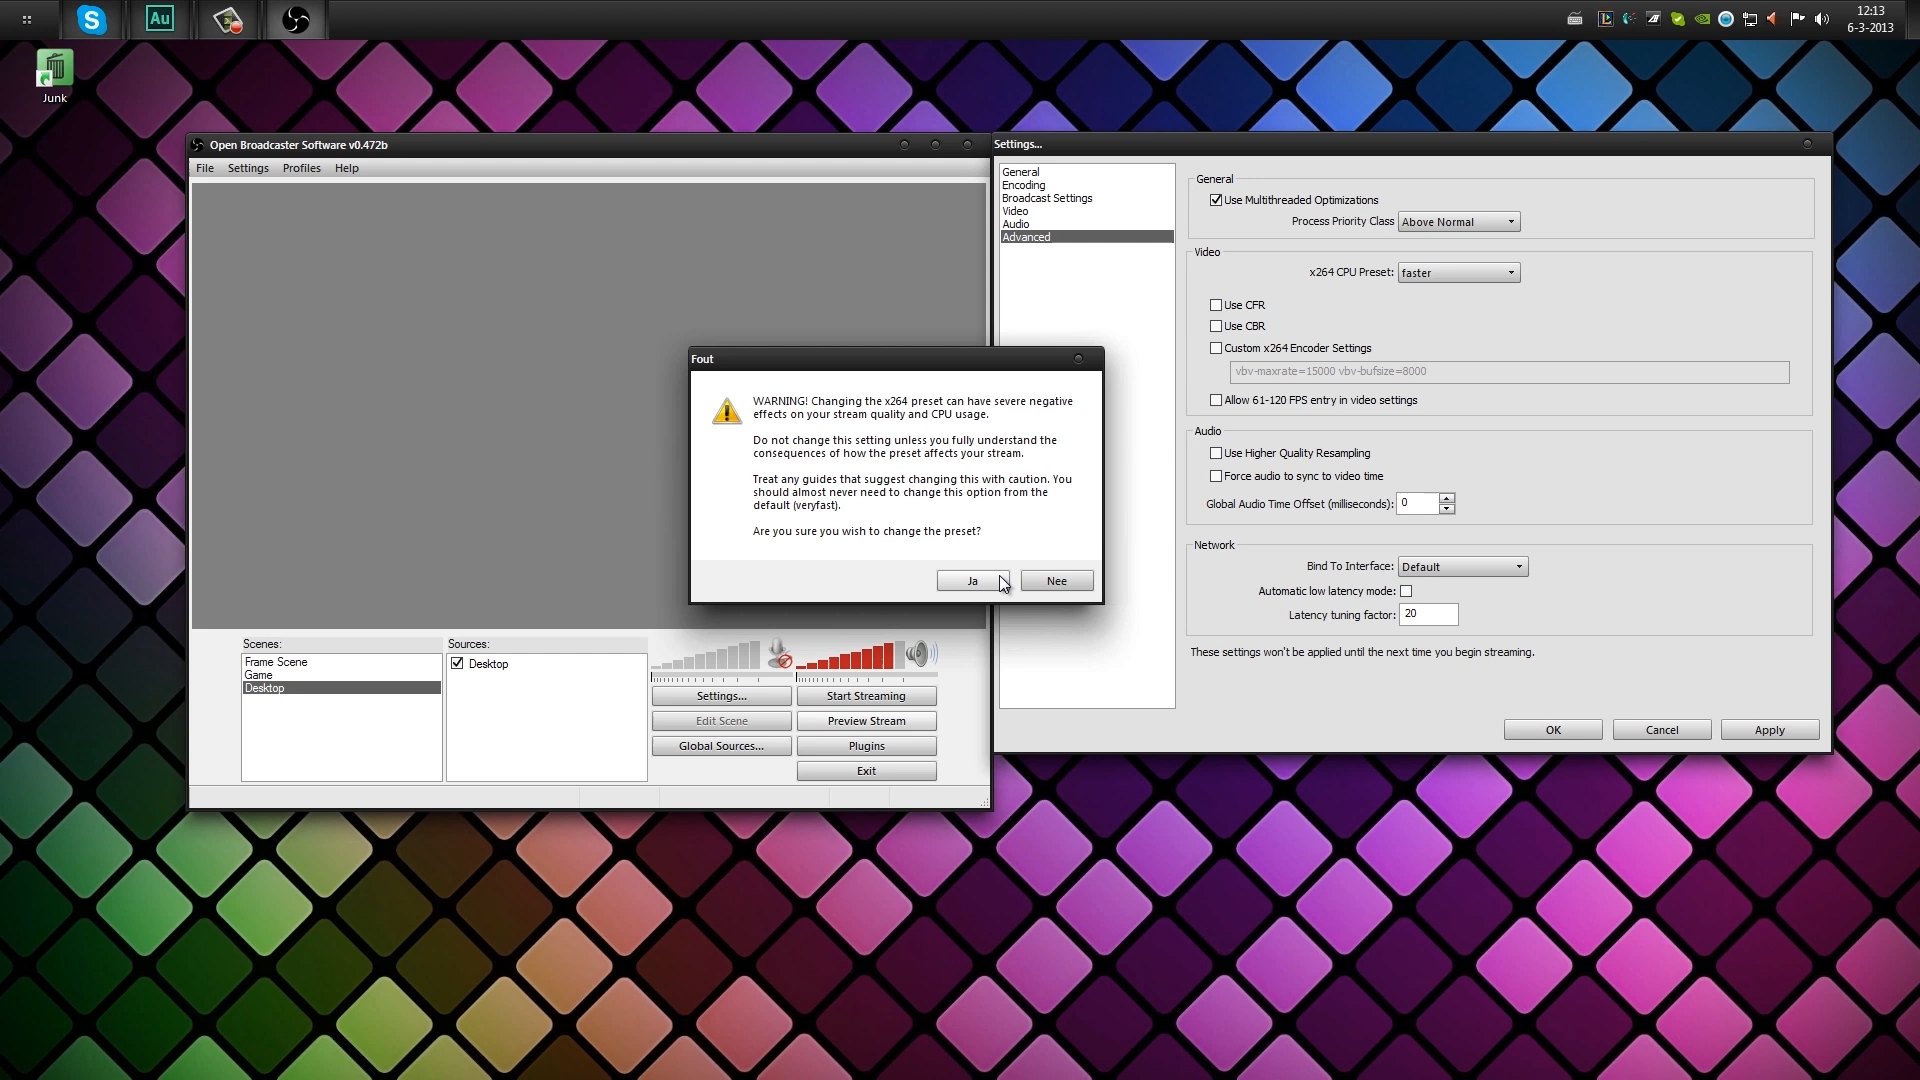 Au
12:13
6-3-2013
Junk
Open Broadcaster Software v0.472b
File Settings Profiles Help
Settings...
General
Encoding
Broadcast Settings
Video
Audio
Advanced
General
Use Multithreaded Optimizations
Process Priority Class Above Normal
Video
x264 CPU Preset: faster
Use CFR
Use CBR
Custom x264 Encoder Settings
vbv-maxrate=15000 vbv-bufsize=8000
Allow 61-120 FPS entry in video settings
Audio
Use Higher Quality Resampling
Force audio to sync to video time
Global Audio Time Offset (milliseconds): 0
Network
Bind To Interface: Default
Automatic low latency mode:
Latency tuning factor: 20
These settings won't be applied until the next time you begin streaming.
OK Cancel Apply
Fout
WARNING! Changing the x264 preset can have severe negative
effects on your stream quality and CPU usage.
Do not change this setting unless you fully understand the
consequences of how the preset affects your stream.
Treat any guides that suggest changing this with caution. You
should almost never need to change this option from the
default (veryfast).
Are you sure you wish to change the preset?
Ja Nee
Scenes:
Frame Scene
Game
Desktop
Sources:
Desktop
Settings... Start Streaming
Edit Scene Preview Stream
Global Sources... Plugins
Exit